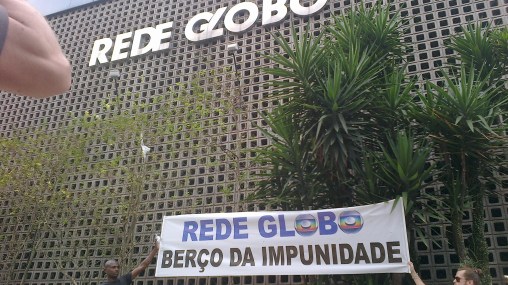 REDE GLOBO
REDE GLOBO
BERÇO DA IMPUNIDADE